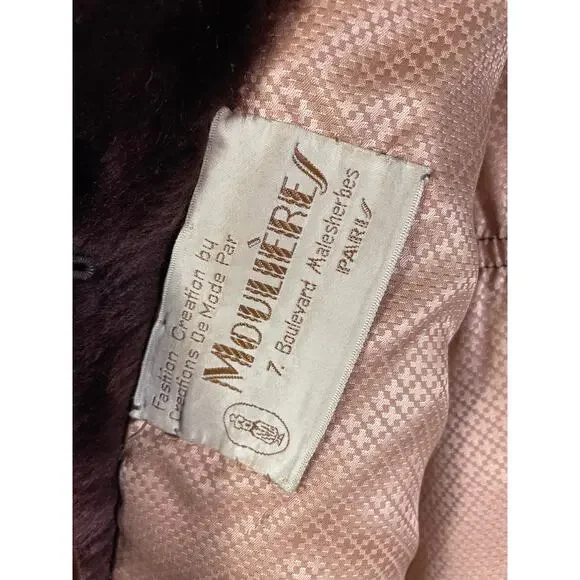 Fashion Creation by
Creations De Mode Par
MOULIÈRES
7. Boulevard Malesherbes
PARIS